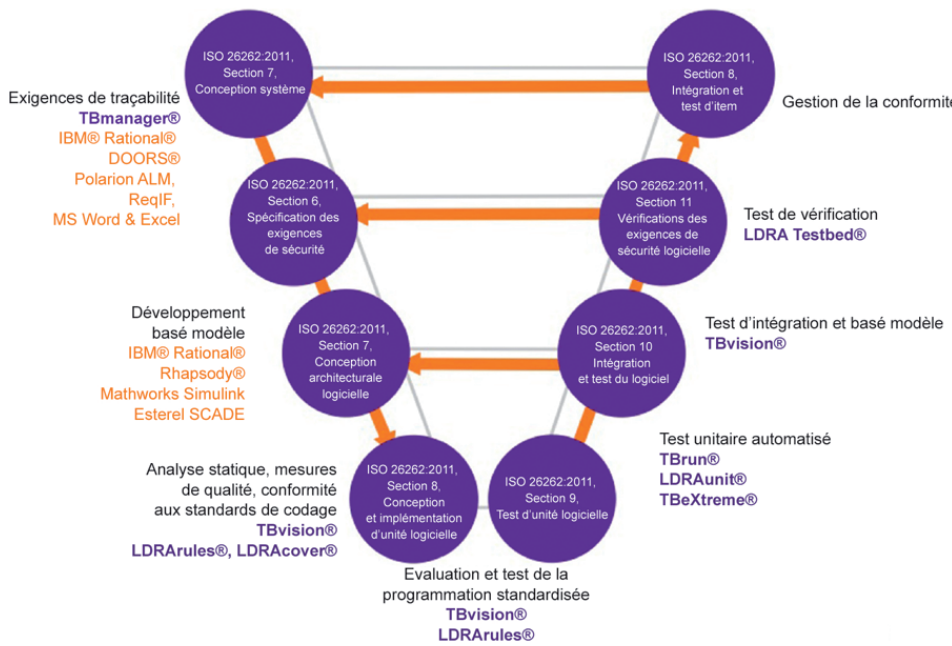 ISO 26262:2011,
Section 7,
Conception système
ISO 26262:2011,
Section 8,
Intégration et
test d'item
Exigences de traçabilité
TBmanager®
IBM® Rational®
DOORS®
Polarion ALM,
ReqIF,
MS Word & Excel
Gestion de la conformité
ISO 26262:2011,
Section 6,
Spécification des
exigences
de sécurité
ISO 26262:2011,
Section 11
Vérifications des
exigences de
sécurité logicielle
Test de vérification
LDRA Testbed®
Développement
basé modèle
IBM® Rational®
Rhapsody®
Mathworks Simulink
Esterel SCADE
ISO 26262:2011,
Section 7,
Conception
architecturale
logicielle
ISO 26262:2011,
Section 10
Intégration
et test du logiciel
Test d'intégration et basé modèle
TBvision®
Analyse statique, mesures
de qualité, conformité
aux standards de codage
TBvision®
LDRArules®, LDRAcover®
ISO 26262:2011,
Section 8,
Conception
et implémentation
d'unité logicielle
ISO 26262:2011,
Section 9,
Test d'unité logicielle
Test unitaire automatisé
TBrun®
LDRAunit®
TBeXtreme®
Evaluation et test de la
programmation standardisée
TBvision®
LDRArules®